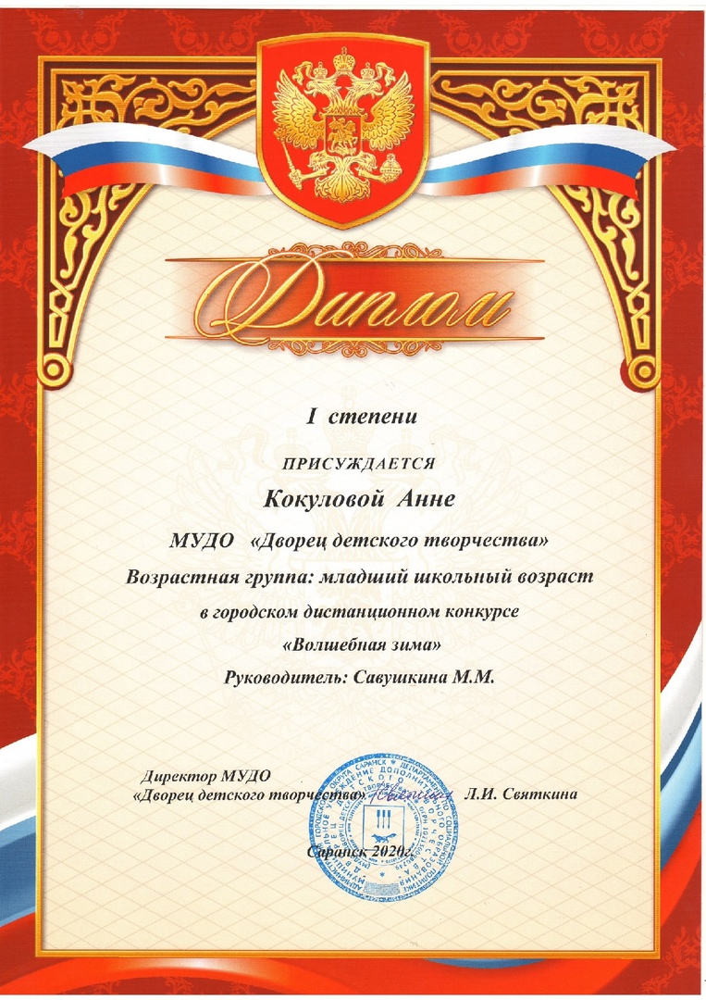 Диплом
I степени
ПРИСУЖДАЕТСЯ
Кокуловой Анне
МУДО «Дворец детского творчества»
Возрастная группа: младший школьный возраст
в городском дистанционном конкурсе
«Волшебная зима»
Руководитель: Савушкина М.М.
Директор МУДО
«Дворец детского творчества» Л.И. Святкина
Саранск 2020г.